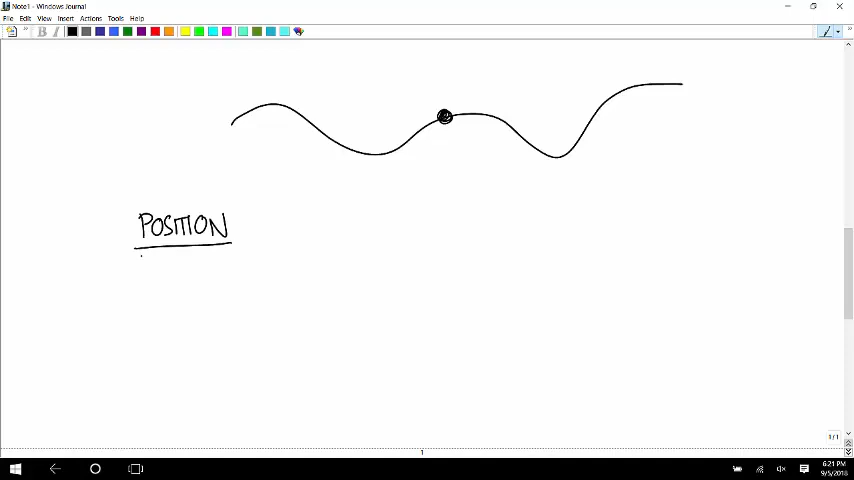 Note1 - Windows Journal
File Edit View Insert Actions Tools Help
B I
POSITION
1/1
1
6:21 PM
9/5/2018